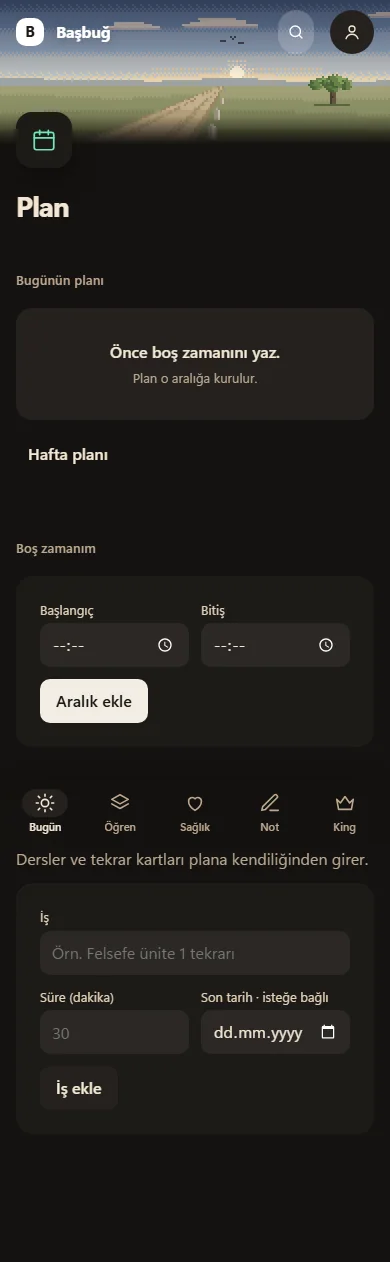 B Başbuğ
Plan
Bugünün planı
Önce boş zamanını yaz.
Plan o aralığa kurulur.
Hafta planı
Boş zamanım
Başlangıç Bitiş
--:-- --:--
Aralık ekle
Bugün Öğren Sağlık Not King
Dersler ve tekrar kartları plana kendiliğinden girer.
İş
Örn. Felsefe ünite 1 tekrarı
Süre (dakika) Son tarih · isteğe bağlı
30 dd.mm.yyyy
İş ekle